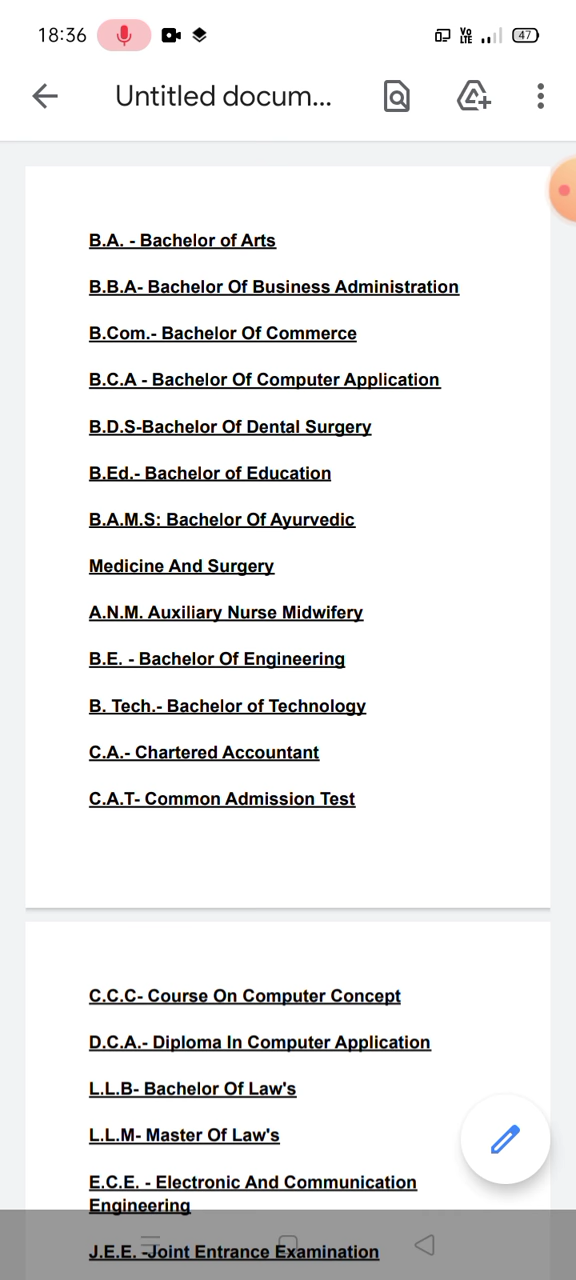 18:36
VO
LTE
47
Untitled docum...
B.A. - Bachelor of Arts
B.B.A- Bachelor Of Business Administration
B.Com.- Bachelor Of Commerce
B.C.A - Bachelor Of Computer Application
B.D.S-Bachelor Of Dental Surgery
B.Ed.- Bachelor of Education
B.A.M.S: Bachelor Of Ayurvedic
Medicine And Surgery
A.N.M. Auxiliary Nurse Midwifery
B.E. - Bachelor Of Engineering
B. Tech.- Bachelor of Technology
C.A.- Chartered Accountant
C.A.T- Common Admission Test
C.C.C- Course On Computer Concept
D.C.A.- Diploma In Computer Application
L.L.B- Bachelor Of Law's
L.L.M- Master Of Law's
E.C.E. - Electronic And Communication
Engineering
J.E.E. -Joint Entrance Examination